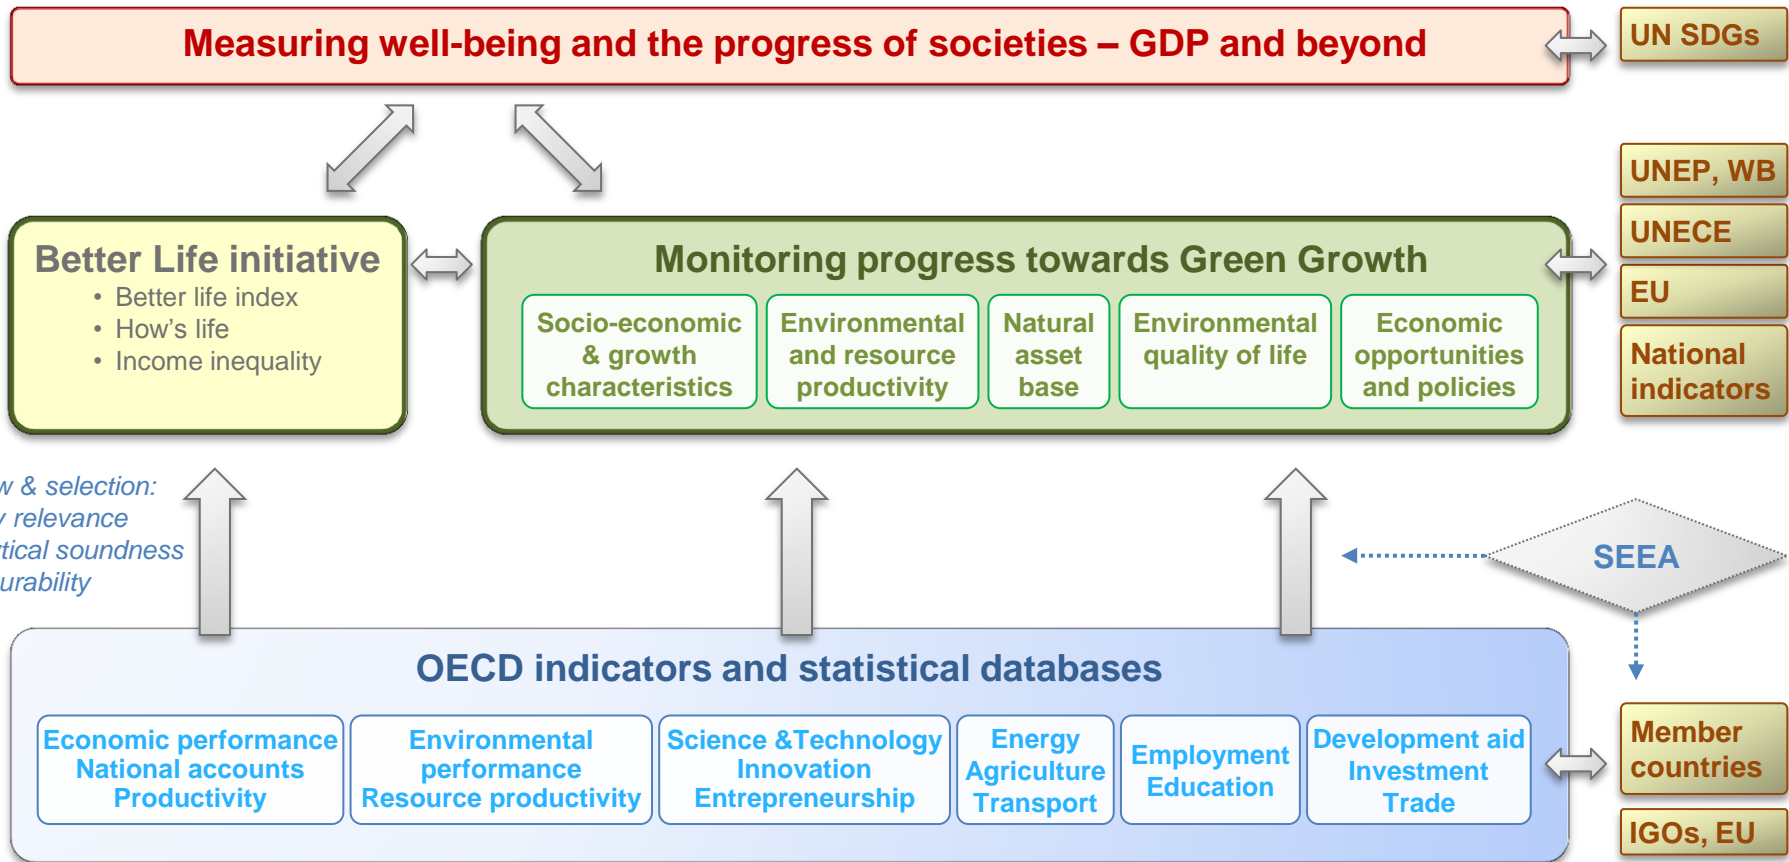 Measuring well-being and the progress of societies – GDP and beyond
UN SDGs
UNEP, WB
UNECE
EU
National
indicators
Better Life initiative
• Better life index
• How's life
• Income inequality
Monitoring progress towards Green Growth
Socio-economic
& growth
characteristics
Environmental
and resource
productivity
Natural
asset
base
Environmental
quality of life
Economic
opportunities
and policies
& selection:
relevance
soundness
SEEA
OECD indicators and statistical databases
Economic performance
National accounts
Productivity
Environmental
performance
Resource productivity
Science &Technology
Innovation
Entrepreneurship
Energy
Agriculture
Transport
Employment
Education
Development aid
Investment
Trade
Member
countries
IGOs, EU